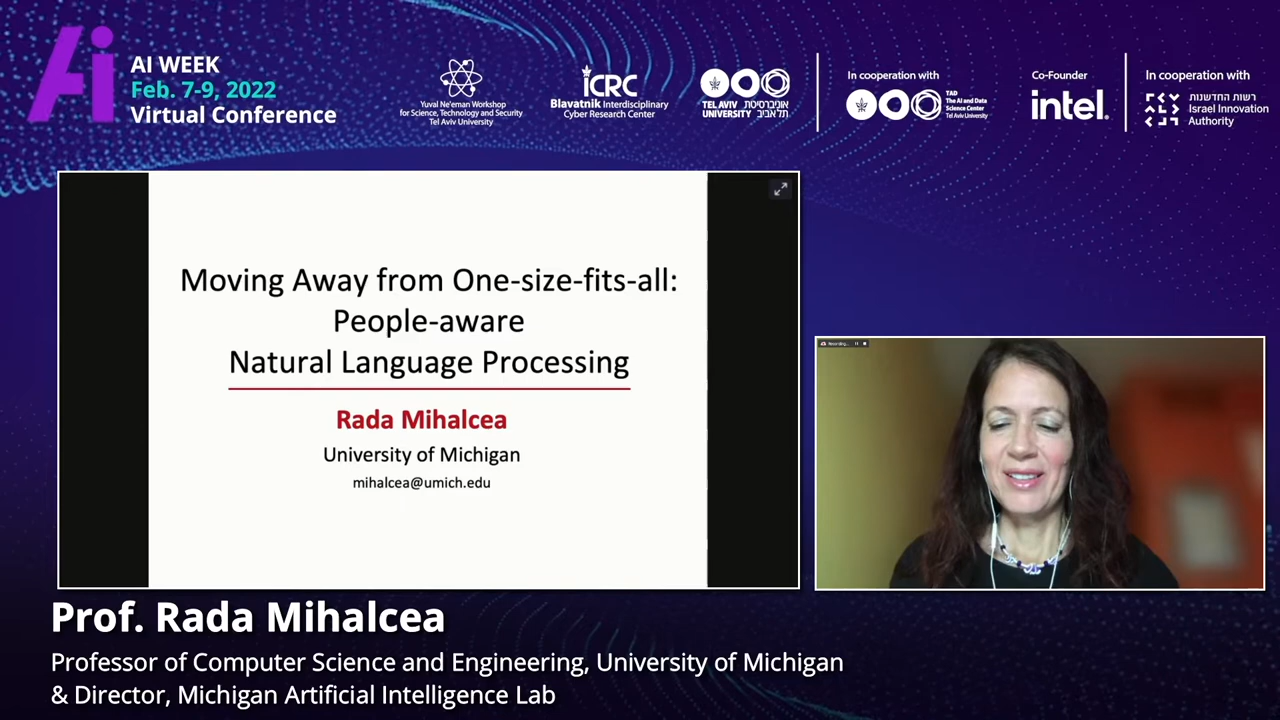 Ai
AI WEEK
Feb. 7-9, 2022
Virtual Conference
Yuval Ne'eman Workshop
for Science, Technology and Security
Tel Aviv University
iCRC
Blavatnik Interdisciplinary
Cyber Research Center
TEL AVIV אוניברסיטת
UNIVERSITY תל אביב
In cooperation with
TAD
The AI and Data
Science Center
Tel Aviv University
Co-Founder
intel.
In cooperation with
רשות החדשנות
Israel Innovation
Authority
Moving Away from One-size-fits-all:
People-aware
Natural Language Processing
Rada Mihalcea
University of Michigan
mihalcea@umich.edu
Recording...
Prof. Rada Mihalcea
Professor of Computer Science and Engineering, University of Michigan
& Director, Michigan Artificial Intelligence Lab